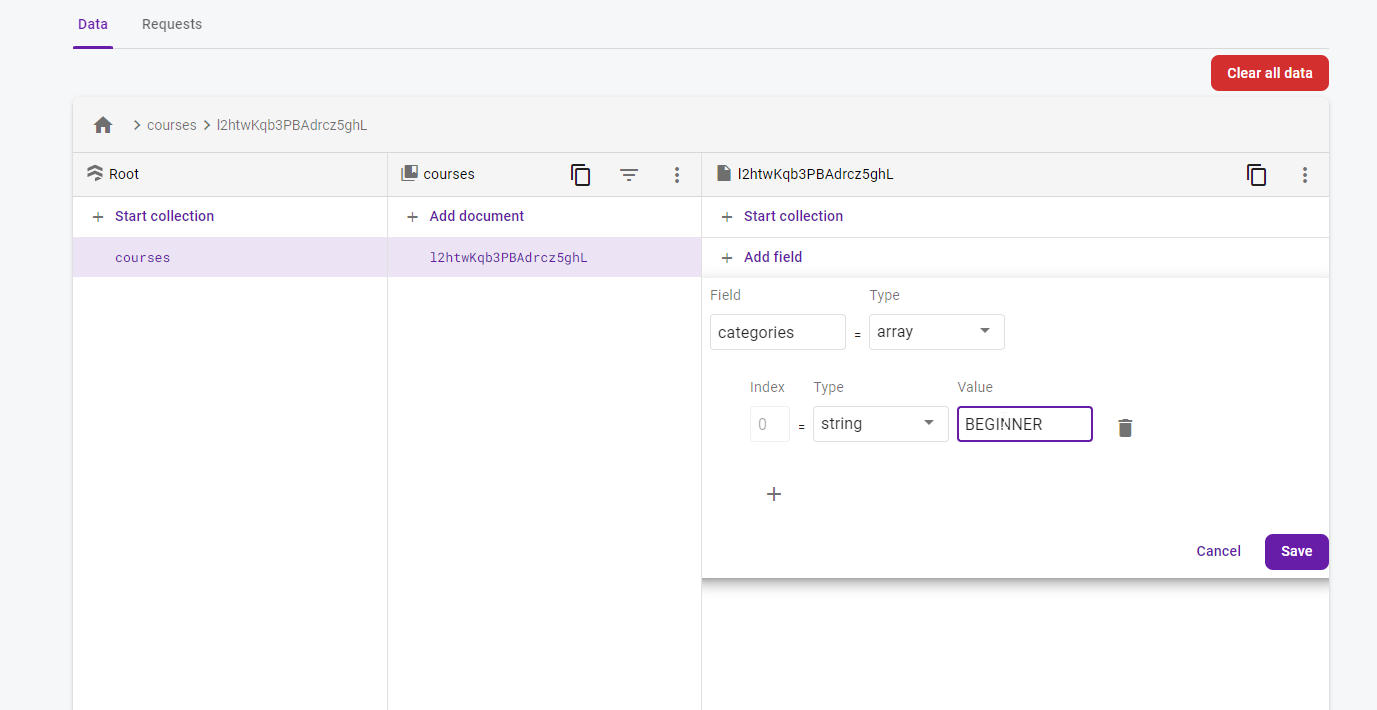 Data Requests
Clear all data
courses l2htwKqb3PBAdrcz5ghL
Root courses l2htwKqb3PBAdrcz5ghL
+ Start collection + Add document + Start collection
courses l2htwKqb3PBAdrcz5ghL + Add field
Field Type
categories = array
Index Type Value
0 = string BEGINNER
+
Cancel Save